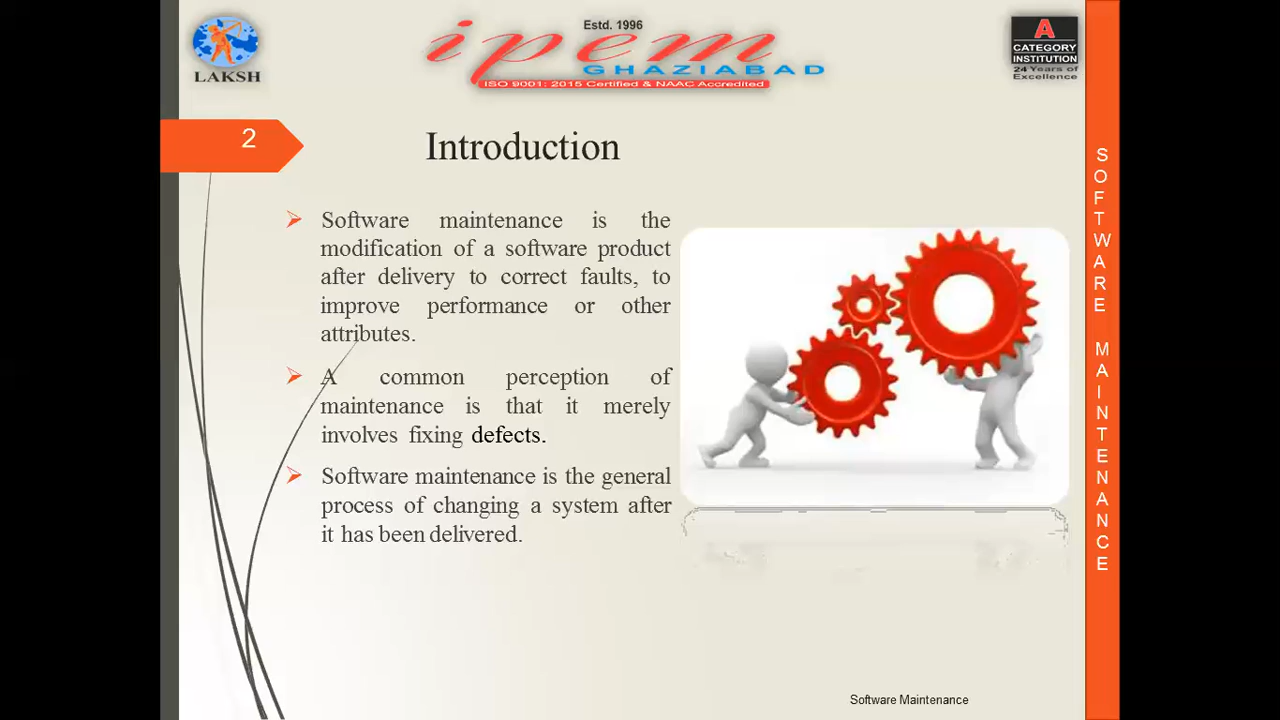 LAKSH
Estd. 1996
ipem
GHAZIABAD
ISO 9001: 2015 Certified & NAAC Accredited
A
CATEGORY
INSTITUTION
24 Years of
Excellence
2
Introduction
Software maintenance is the
modification of a software product
after delivery to correct faults, to
improve performance or other
attributes.
A common perception of
maintenance is that it merely
involves fixing defects.
Software maintenance is the general
process of changing a system after
it has been delivered.
SOFTWARE MAINTENANCE
Software Maintenance